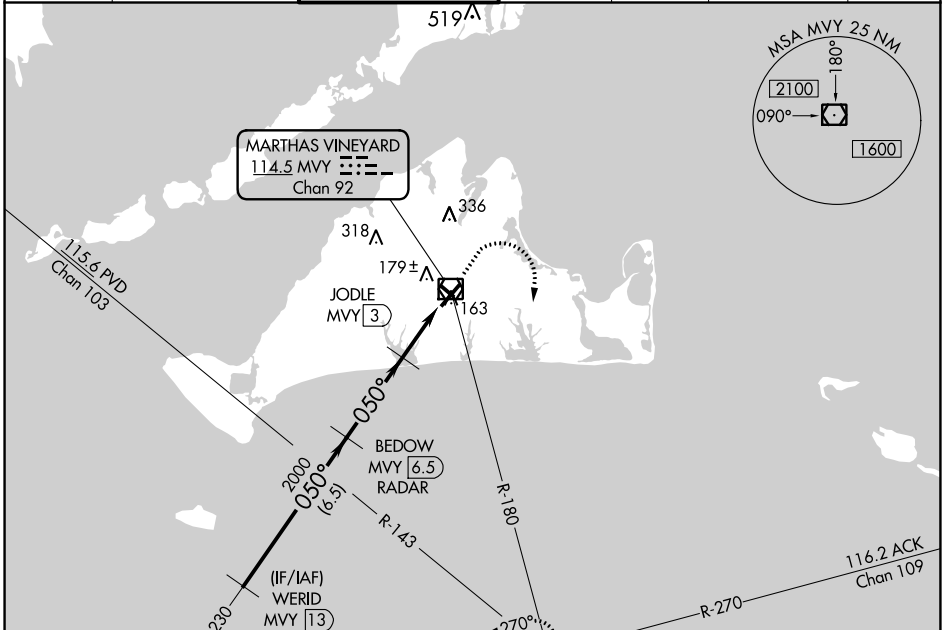 519
MSA MVY 25 NM
180°
2100
090°
1600
MARTHAS VINEYARD
114.5 MVY
Chan 92
336
318
179±
163
115.6 PVD
Chan 103
JODLE
MVY 3
050°
BEDOW
MVY 6.5
RADAR
2000
050°
(6.5)
R-180
R-143
(IF/IAF)
WERID
MVY 13
230
116.2 ACK
Chan 109
R-270
270°